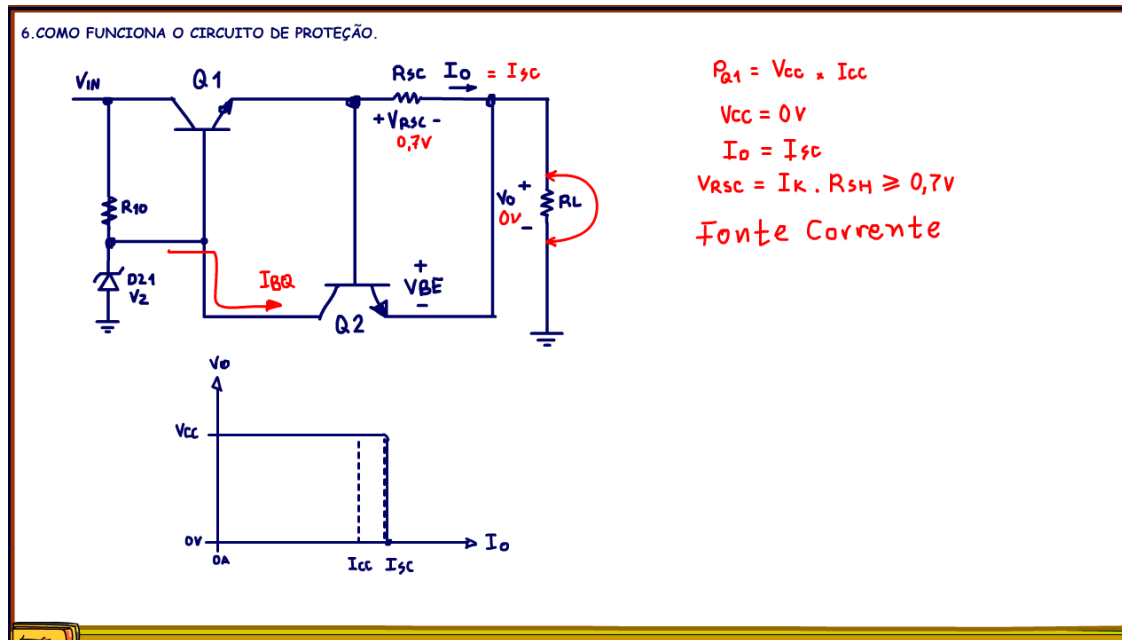 6.COMO FUNCIONA O CIRCUITO DE PROTEÇÃO.
VIN
Q1
RSC IO = ISC
+ VRSC -
0,7V
R10
VO +
0V -
RL
DZ1
VZ
IBQ
+
VBE
-
Q2
PQ1 = VCC x ICC
VCC = 0V
IO = ISC
VRSC = IK . RSH ≥ 0,7V
Fonte Corrente
VO
VCC
0V
0A
ICC ISC
IO